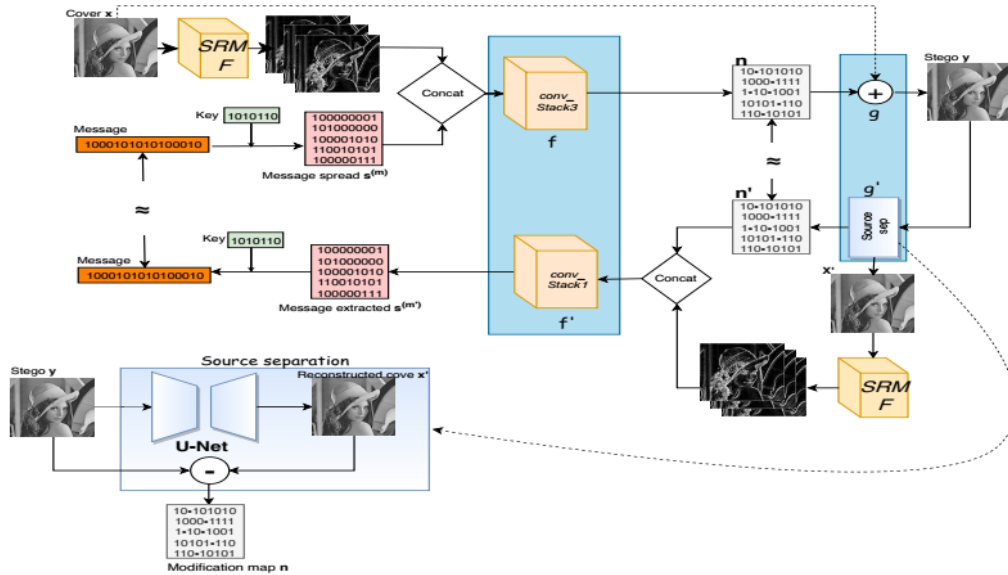 Cover x
SRM
F
Concat
conv_
Stack3
f
n
10-101010
1000-1111
1-10-1001
10101-110
110-10101
+
g
Stego y
Key
1010110
Message
1000101010100010
100000001
101000000
100001010
110010101
100000111
Message spread s(m)
≈
≈
n'
10-101010
1000-1111
1-10-1001
10101-110
110-10101
g'
Source
sep
Key
1010110
Message
1000101010100010
100000001
101000000
100001010
110010101
100000111
Message extracted s(m')
conv_
Stack1
f'
Concat
x'
SRM
F
Source separation
Stego y
Reconstructed cove x'
U-Net
-
10-101010
1000-1111
1-10-1001
10101-110
110-10101
Modification map n